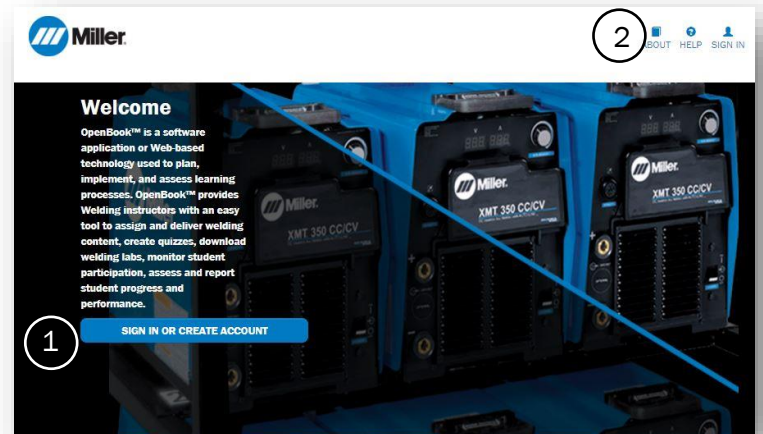 Miller.
2
ABOUT HELP SIGN IN
Welcome
OpenBook™ is a software
application or Web-based
technology used to plan,
implement, and assess learning
processes. OpenBook™ provides
Welding instructors with an easy
tool to assign and deliver welding
content, create quizzes, download
welding labs, monitor student
participation, assess and report
student progress and
performance.
1
SIGN IN OR CREATE ACCOUNT
Miller.
XMT 350 CC/CV
Miller.
XMT 350 CC/CV
Miller.
XMT 350 CC/CV